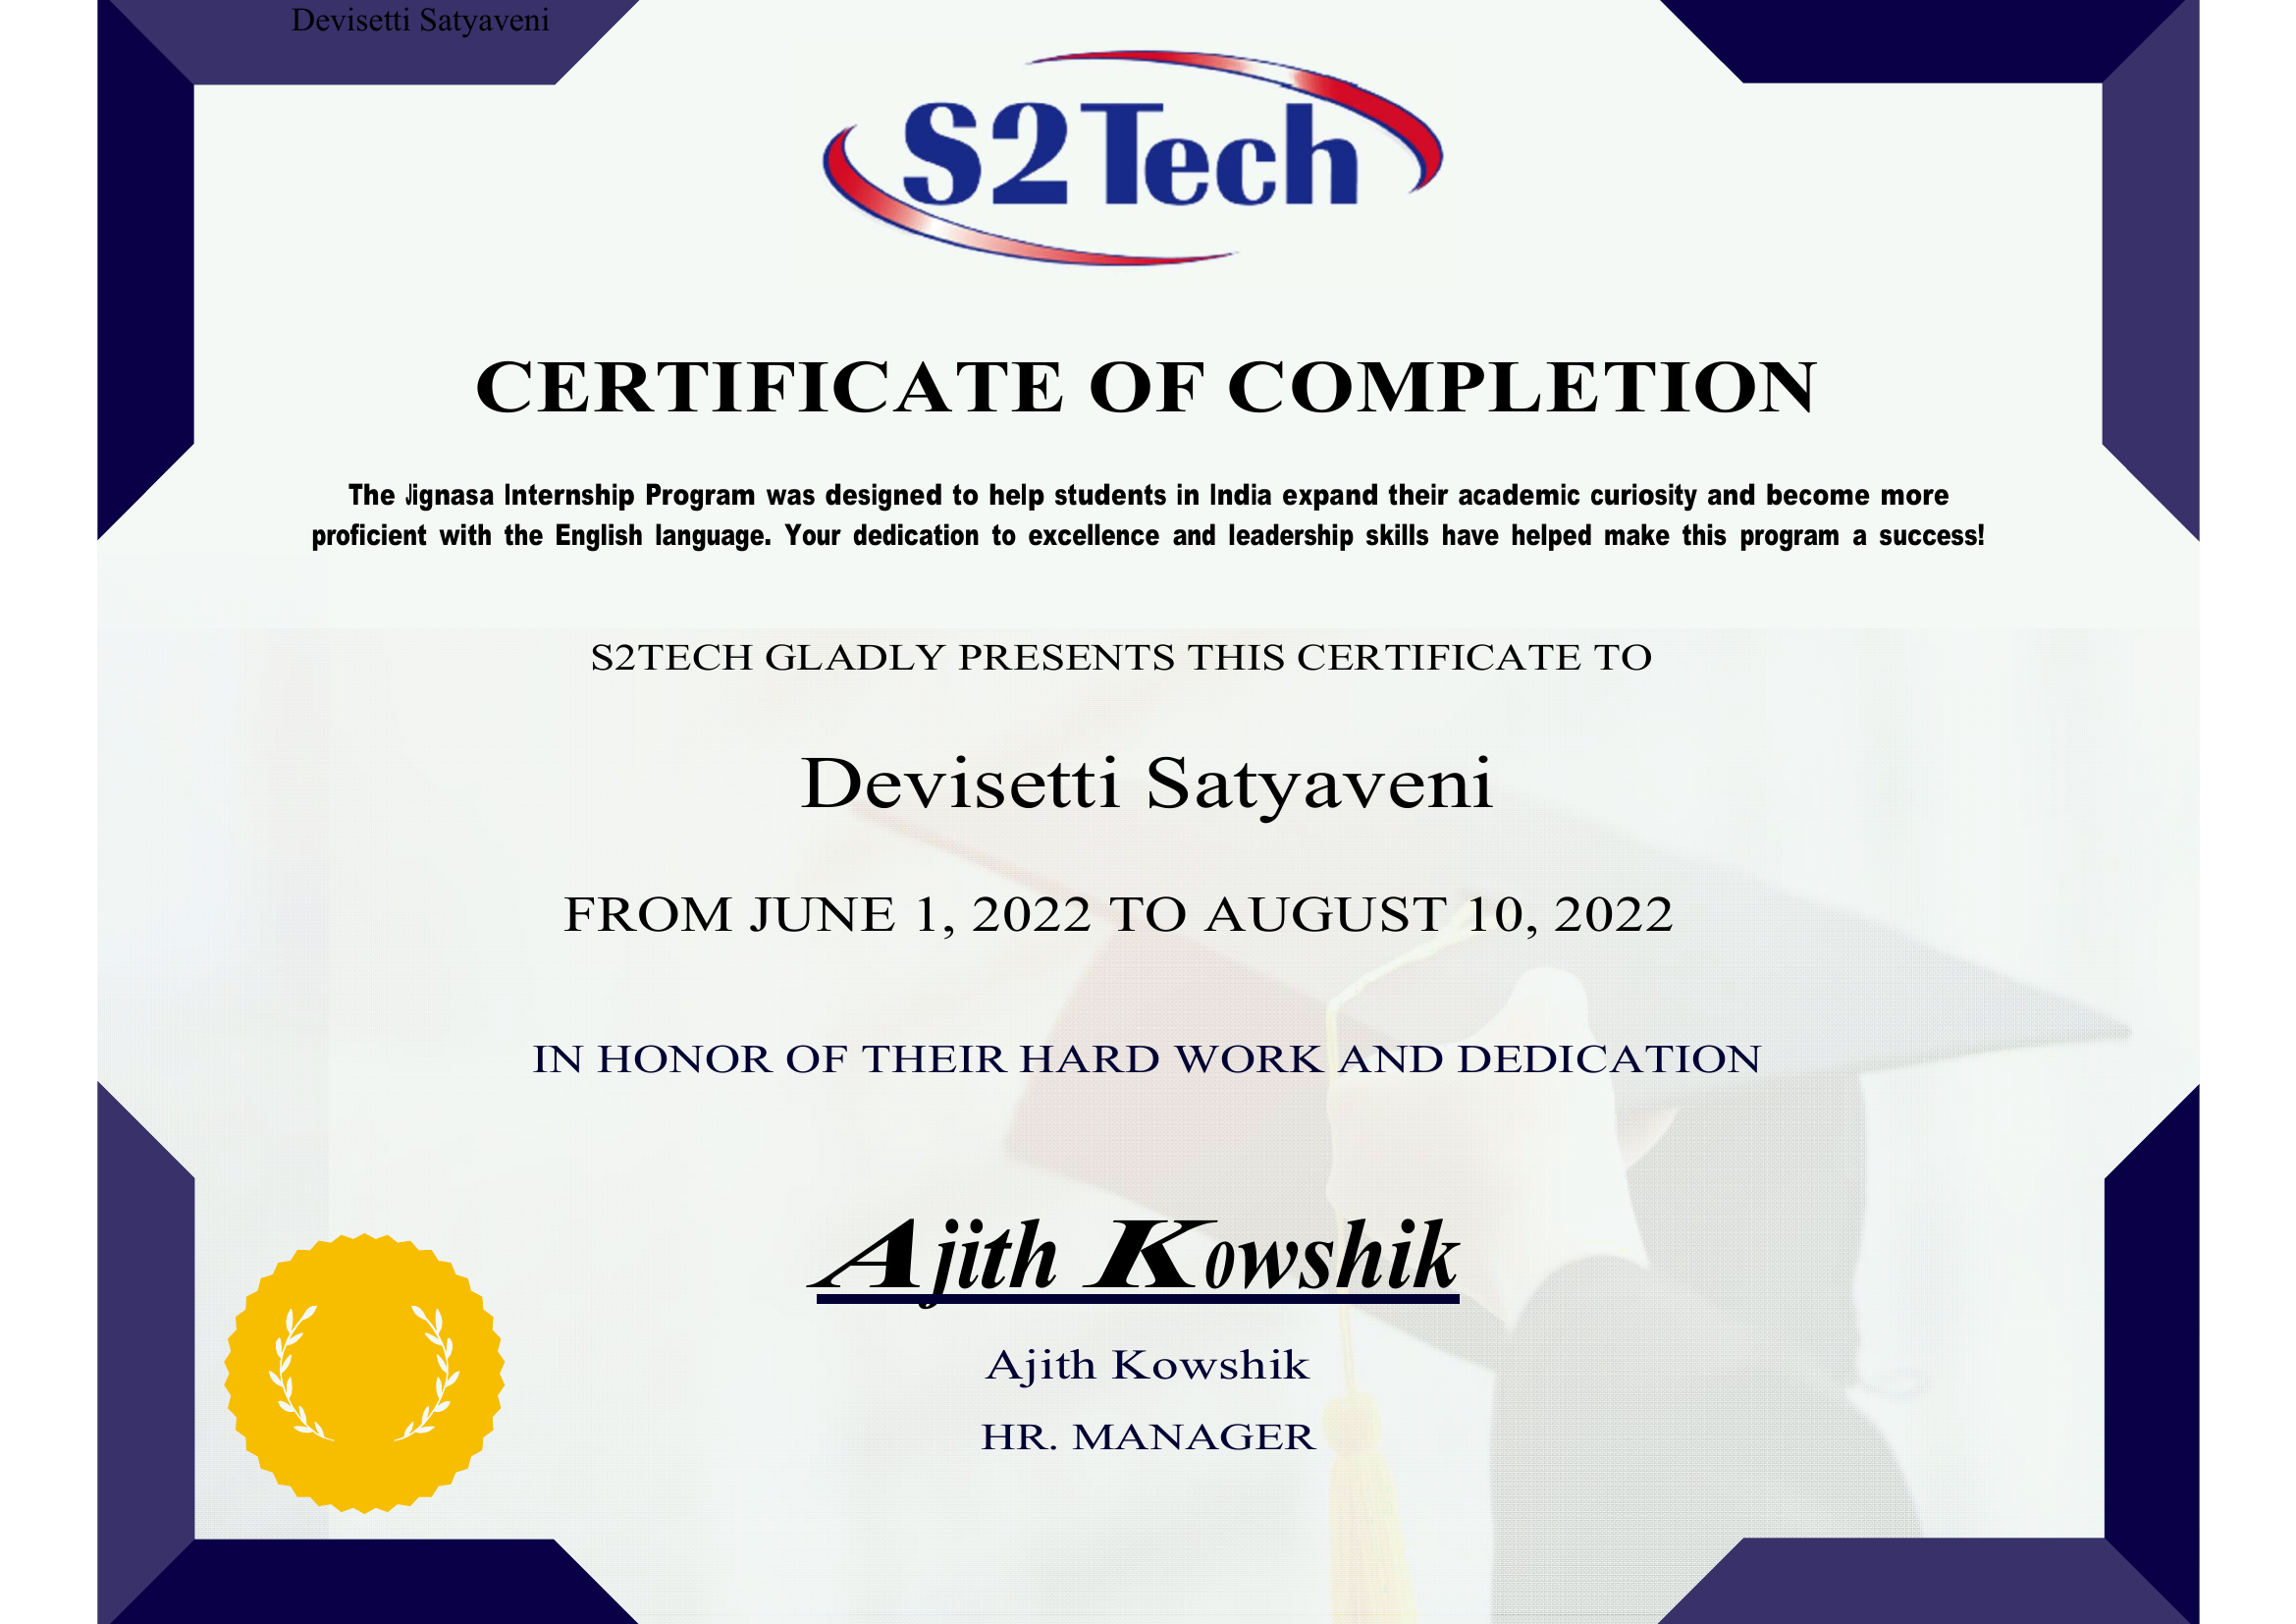 Devisetti Satyaveni
S2Tech
CERTIFICATE OF COMPLETION
The Jignasa Internship Program was designed to help students in India expand their academic curiosity and become more
proficient with the English language. Your dedication to excellence and leadership skills have helped make this program a success!
S2TECH GLADLY PRESENTS THIS CERTIFICATE TO
Devisetti Satyaveni
FROM JUNE 1, 2022 TO AUGUST 10, 2022
IN HONOR OF THEIR HARD WORK AND DEDICATION
Ajith Kowshik
Ajith Kowshik
HR. MANAGER